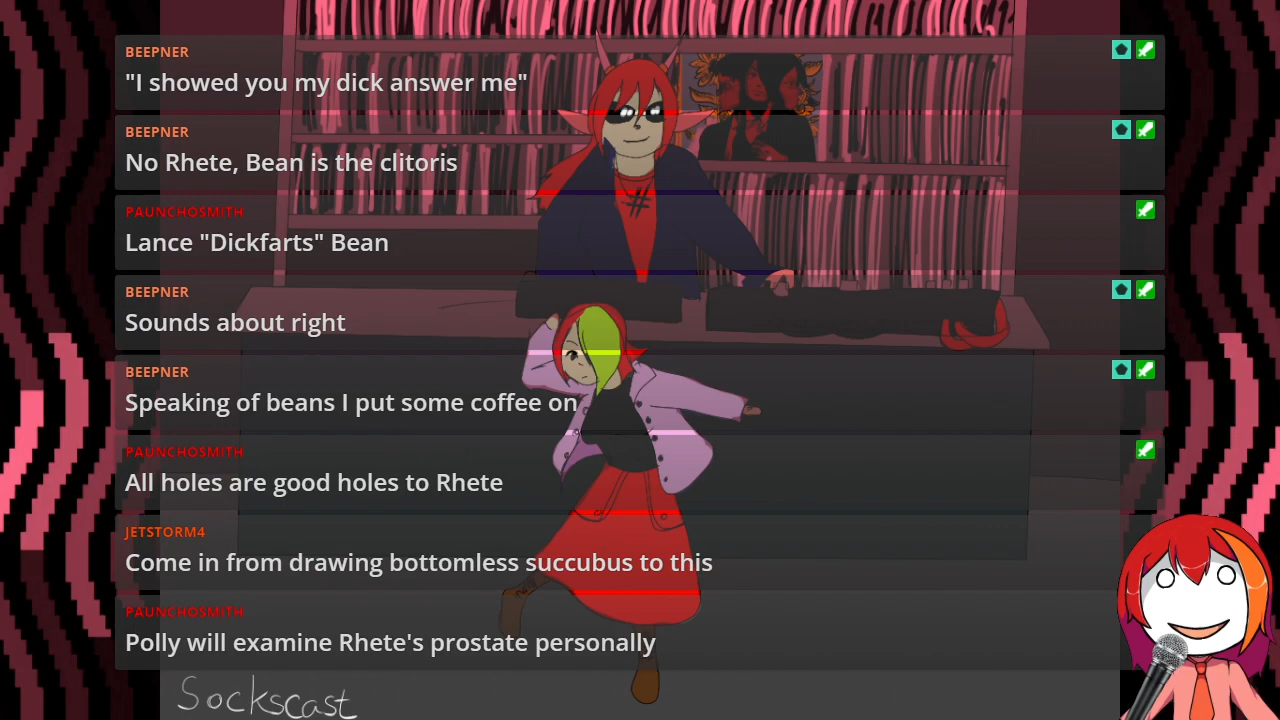 BEEPNER
"I showed you my dick answer me"
BEEPNER
No Rhete, Bean is the clitoris
PAUNCHOSMITH
Lance "Dickfarts" Bean
BEEPNER
Sounds about right
BEEPNER
Speaking of beans I put some coffee on
PAUNCHOSMITH
All holes are good holes to Rhete
JETSTORM4
Come in from drawing bottomless succubus to this
PAUNCHOSMITH
Polly will examine Rhete's prostate personally
Sockscast